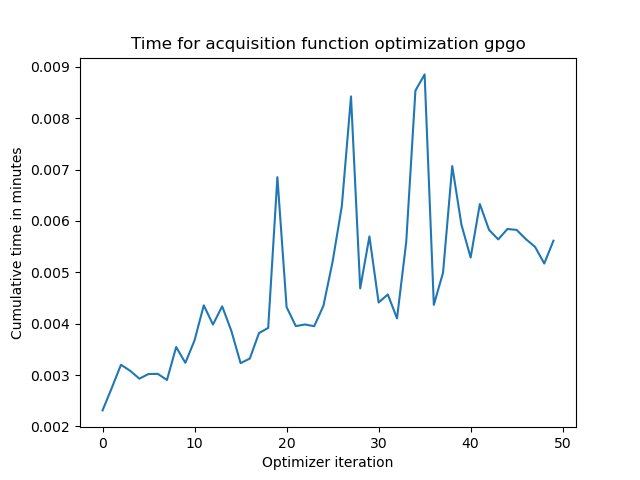 Time for acquisition function optimization gpgo
0.009
0.008
0.007
0.006
0.005
0.004
0.003
0.002
Cumulative time in minutes
0 10 20 30 40 50
Optimizer iteration